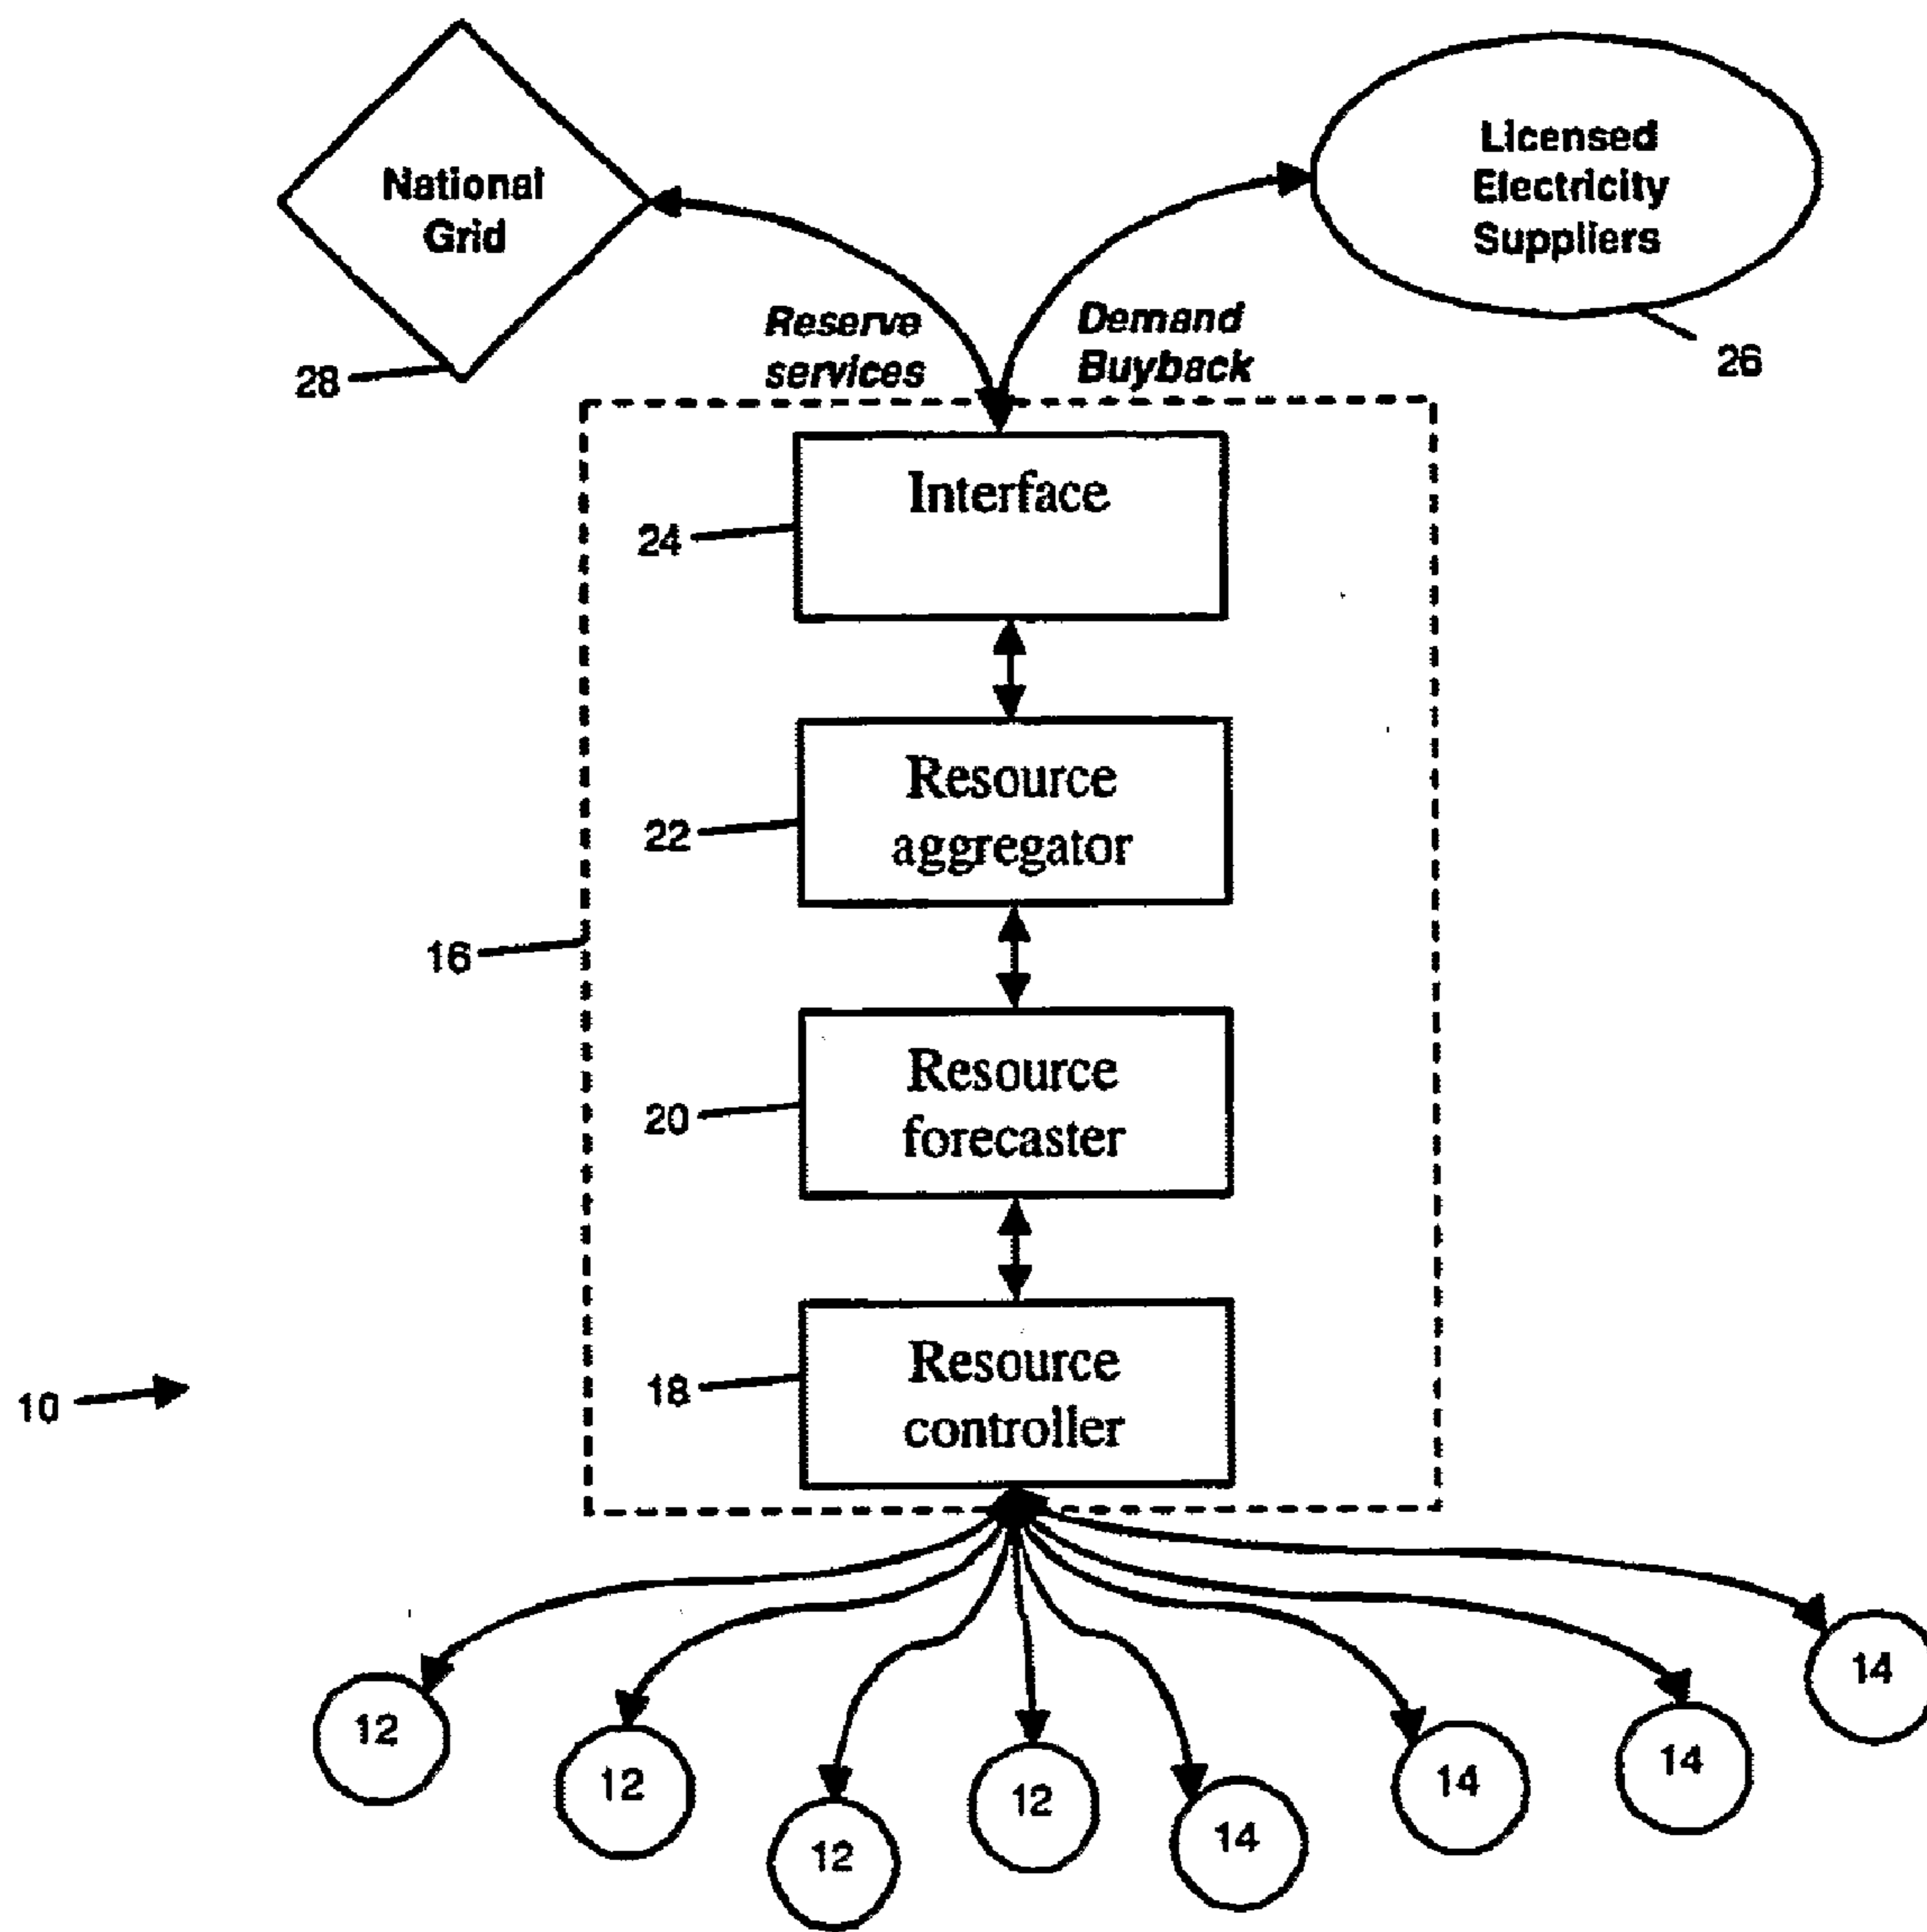 National
Grid
Licensed
Electricity
Suppliers
Reserve
services
Demand
Buyback
28
26
Interface
24
Resource
aggregator
22
16
Resource
forecaster
20
Resource
controller
18
10
12
12
12
12
14
14
14
14